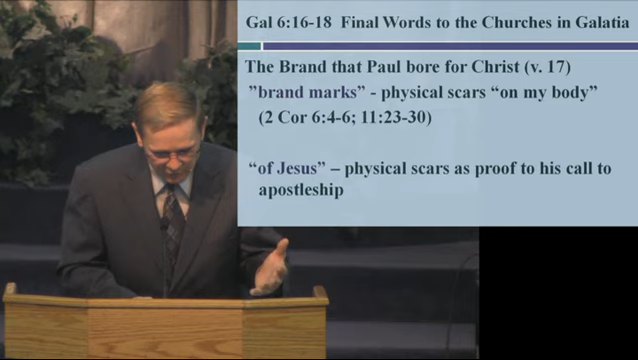 Gal 6:16-18 Final Words to the Churches in Galatia
The Brand that Paul bore for Christ (v. 17)
”brand marks” - physical scars “on my body”
(2 Cor 6:4-6; 11:23-30)
“of Jesus” – physical scars as proof to his call to
apostleship